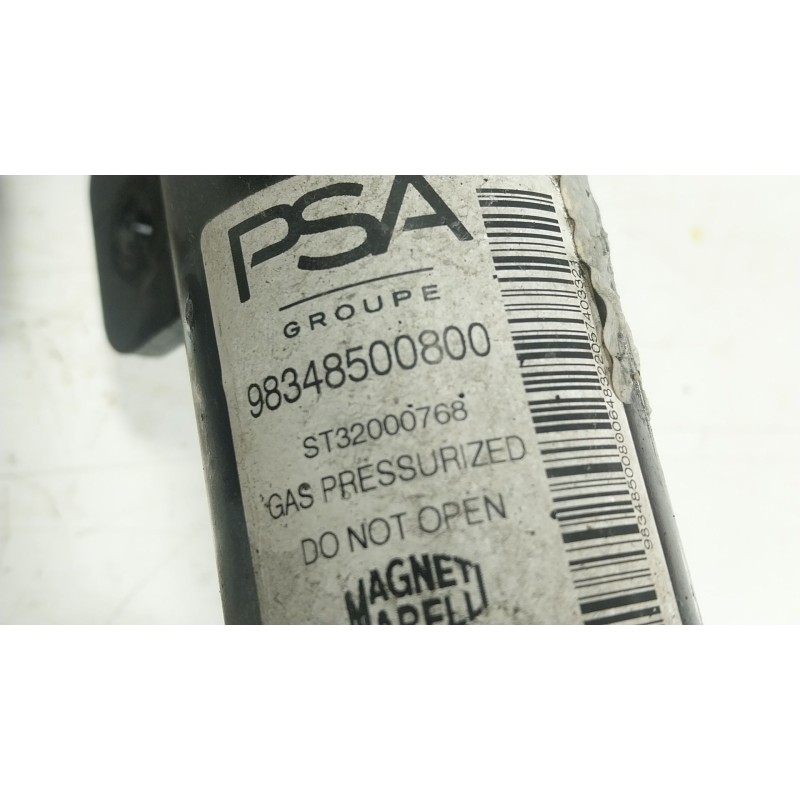 PSA
GROUPE
98348500800
ST32000768
GAS PRESSURIZED
DO NOT OPEN
MAGNETI
MARELLI